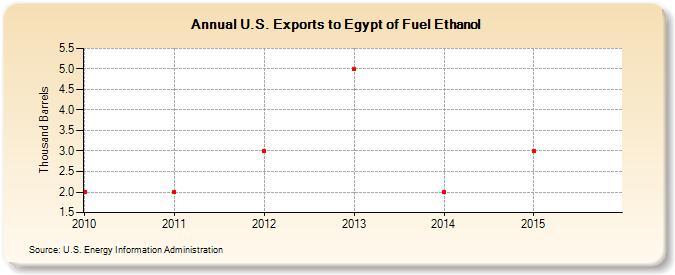 Annual U.S. Exports to Egypt of Fuel Ethanol
Thousand Barrels
5.5
5.0
4.5
4.0
3.5
3.0
2.5
2.0
1.5
2010 2011 2012 2013 2014 2015
Source: U.S. Energy Information Administration